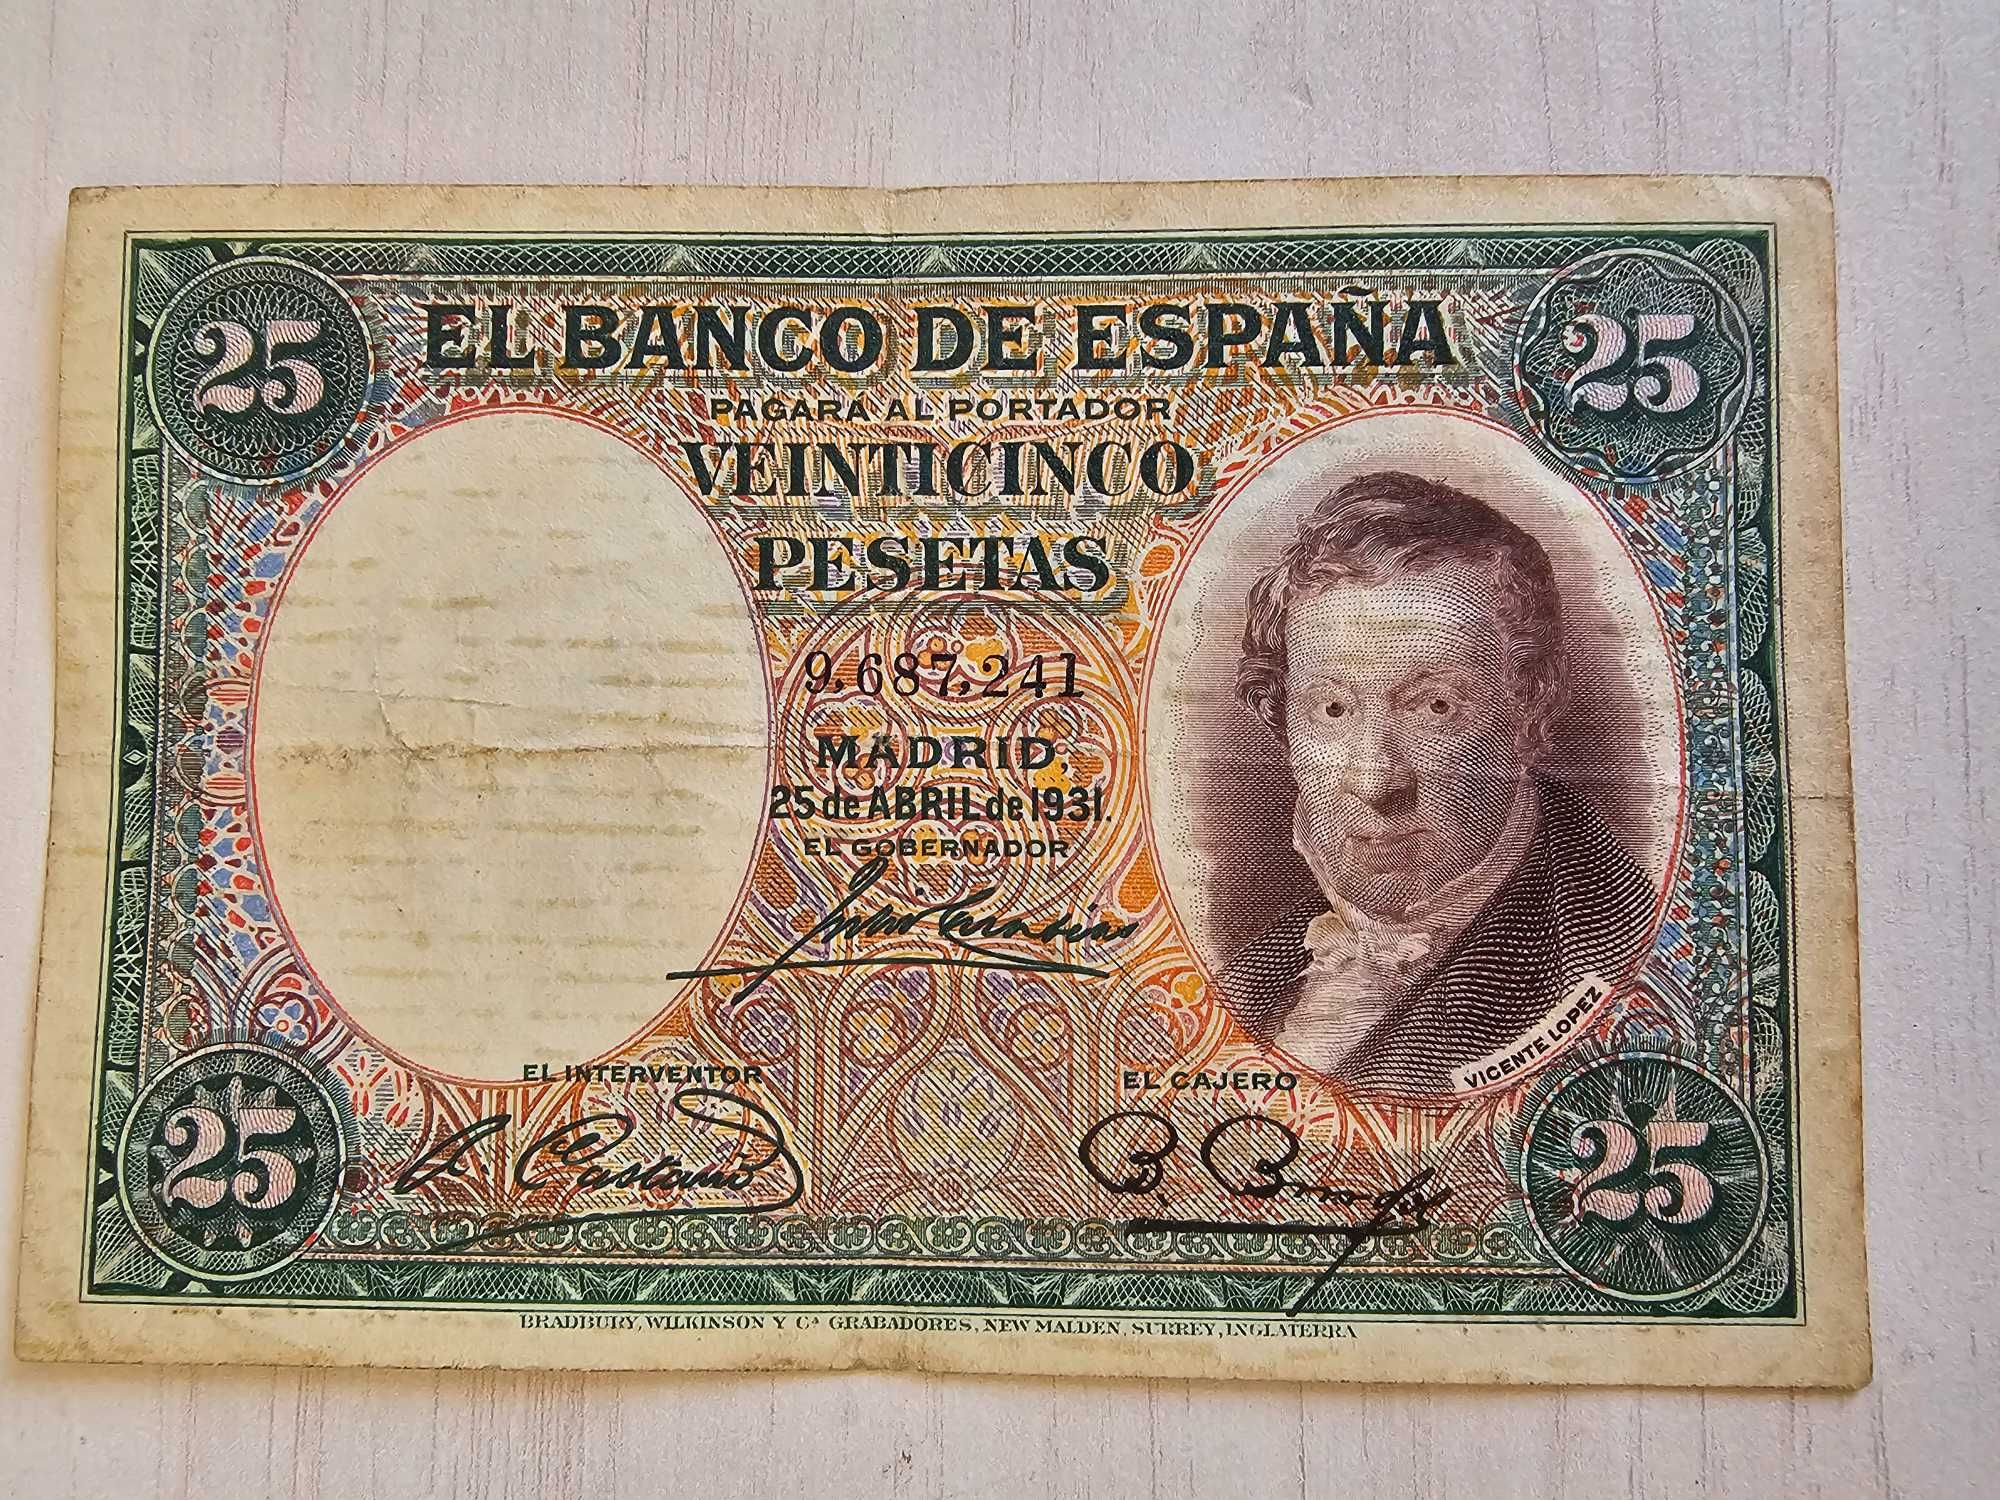 25
25
EL BANCO DE ESPAÑA
PAGARÁ AL PORTADOR
VEINTICINCO
PESETAS
9,687,241
MADRID,
25 de ABRIL de 1931.
EL GOBERNADOR
VICENTE LOPEZ
EL INTERVENTOR
EL CAJERO
25
25
BRADBURY, WILKINSON Y Cª GRABADORES, NEW MALDEN, SURREY, INGLATERRA